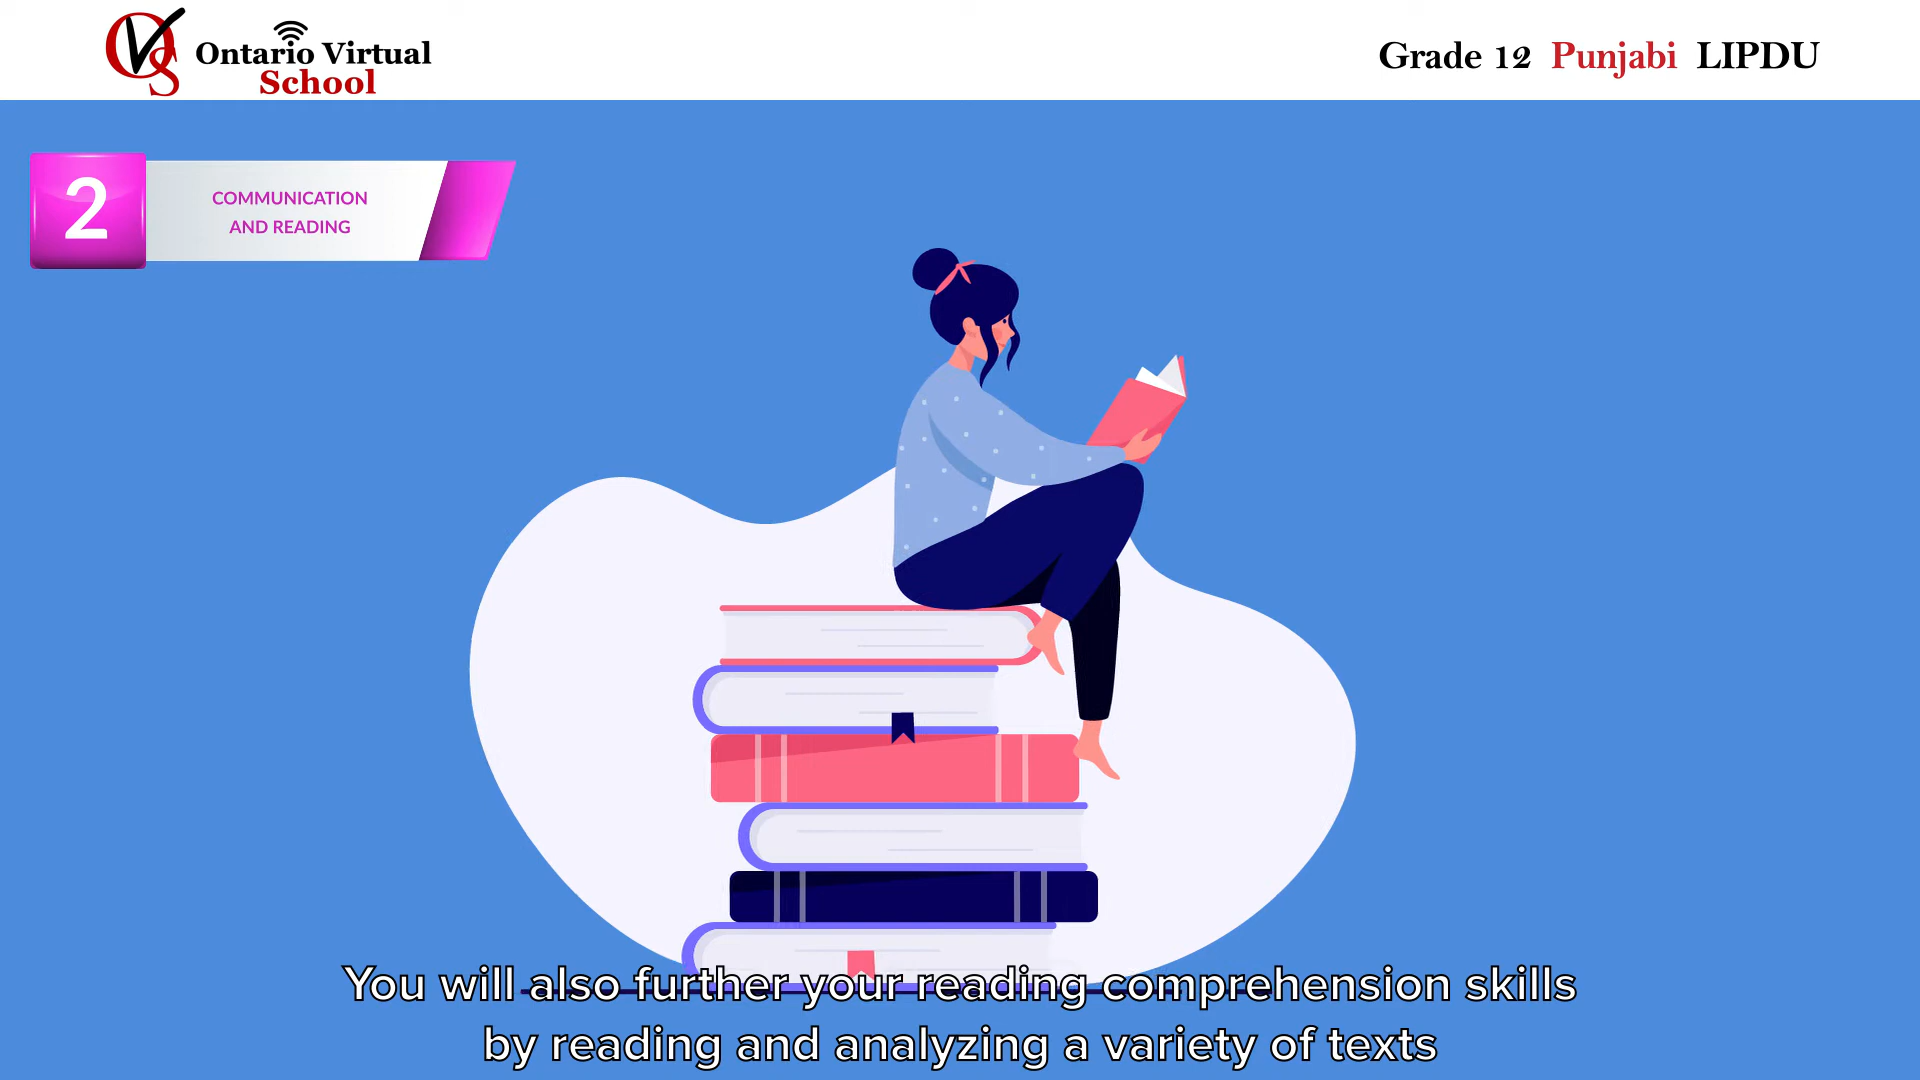 OVS
Ontario Virtual
School
Grade 12 Punjabi LIPDU
2
COMMUNICATION
AND READING
You will also further your reading comprehension skills
by reading and analyzing a variety of texts